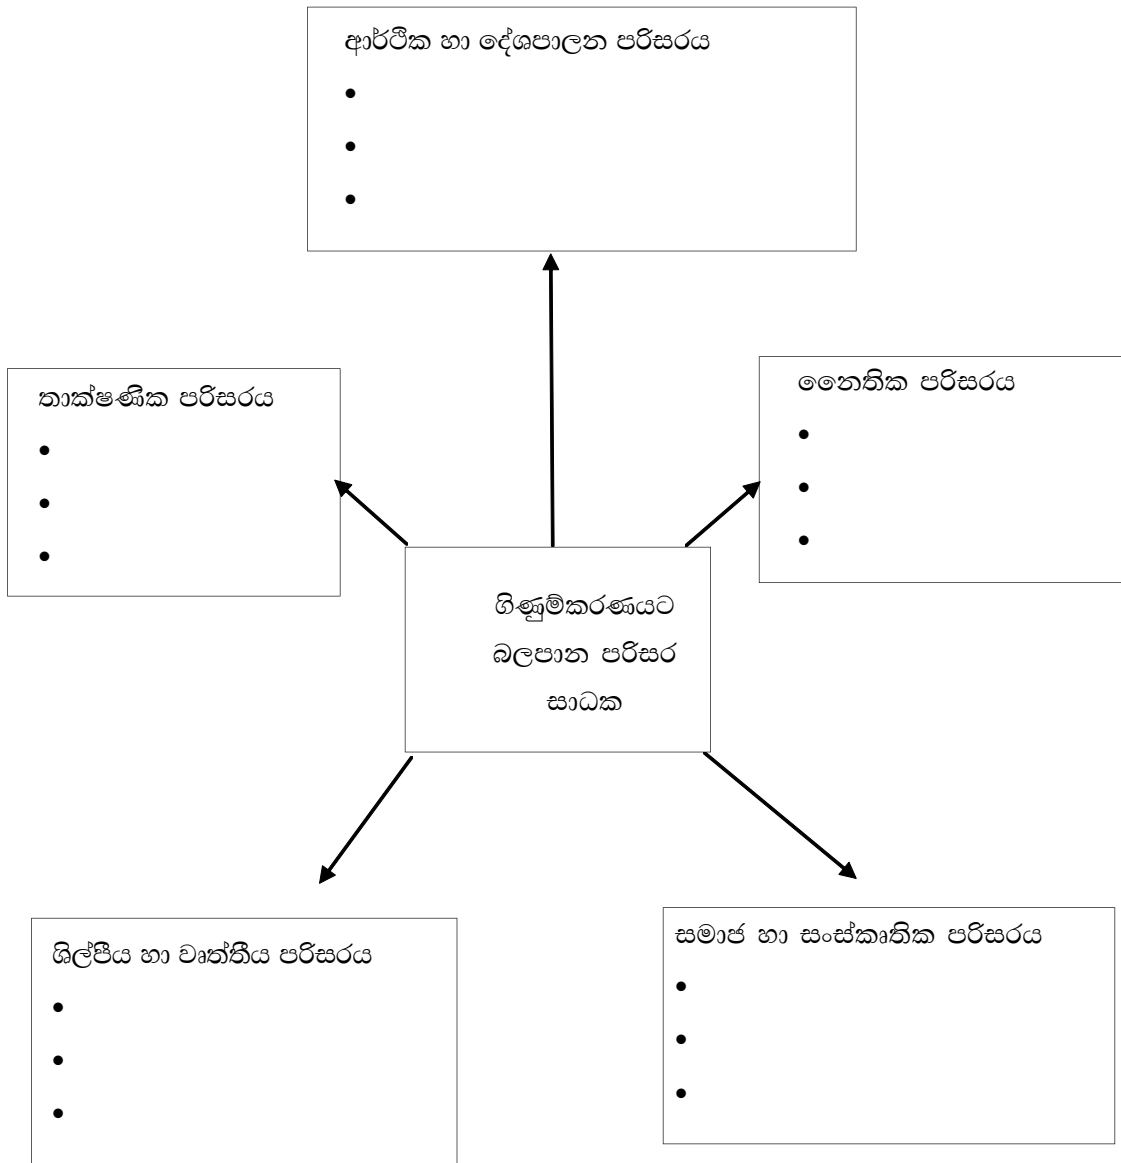 ආර්ථික හා දේශපාලන පරිසරය
•
•
•
තාක්ෂණික පරිසරය
•
•
•
නෛතික පරිසරය
•
•
•
ගිණුම්කරණයට
බලපාන පරිසර
සාධක
ශිල්පීය හා වෘත්තීය පරිසරය
•
•
•
සමාජ හා සංස්කෘතික පරිසරය
•
•
•